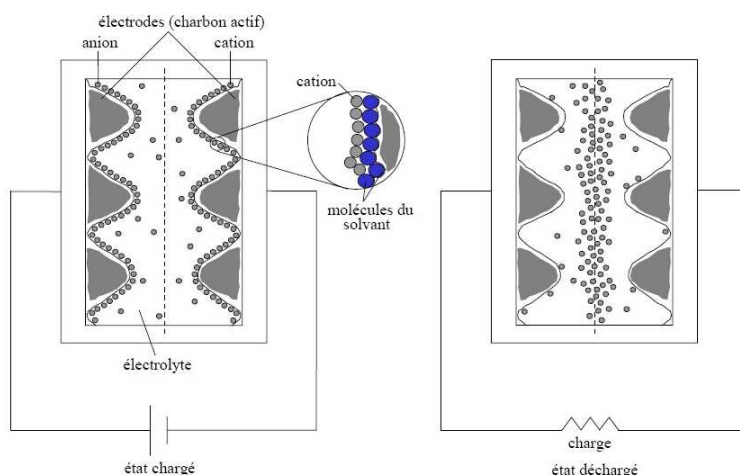 électrodes (charbon actif)
anion
cation
cation
molécules du
solvant
électrolyte
état chargé
charge
état déchargé